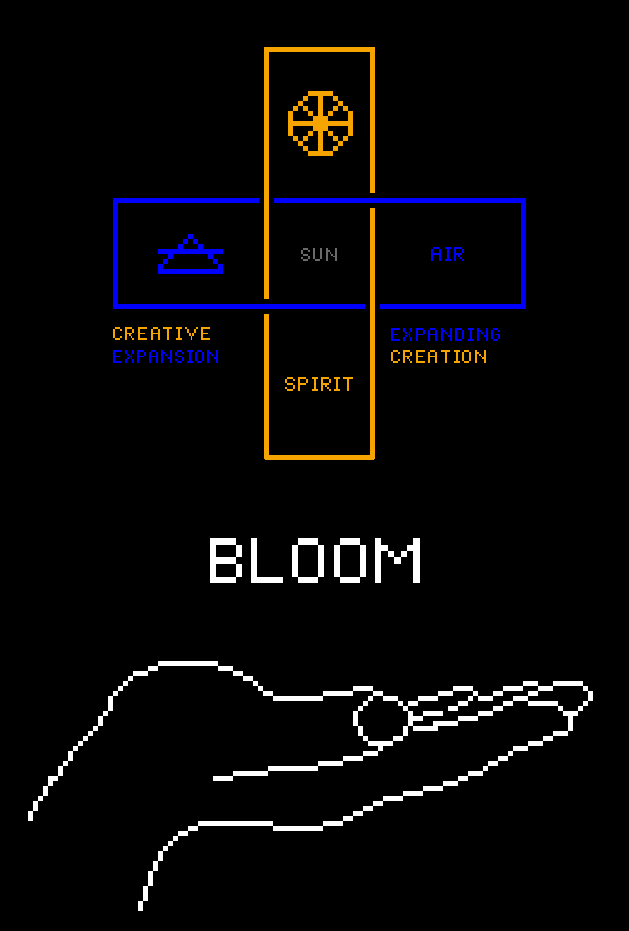 SUN
AIR
CREATIVE
EXPANSION
EXPANDING
CREATION
SPIRIT
BLOOM